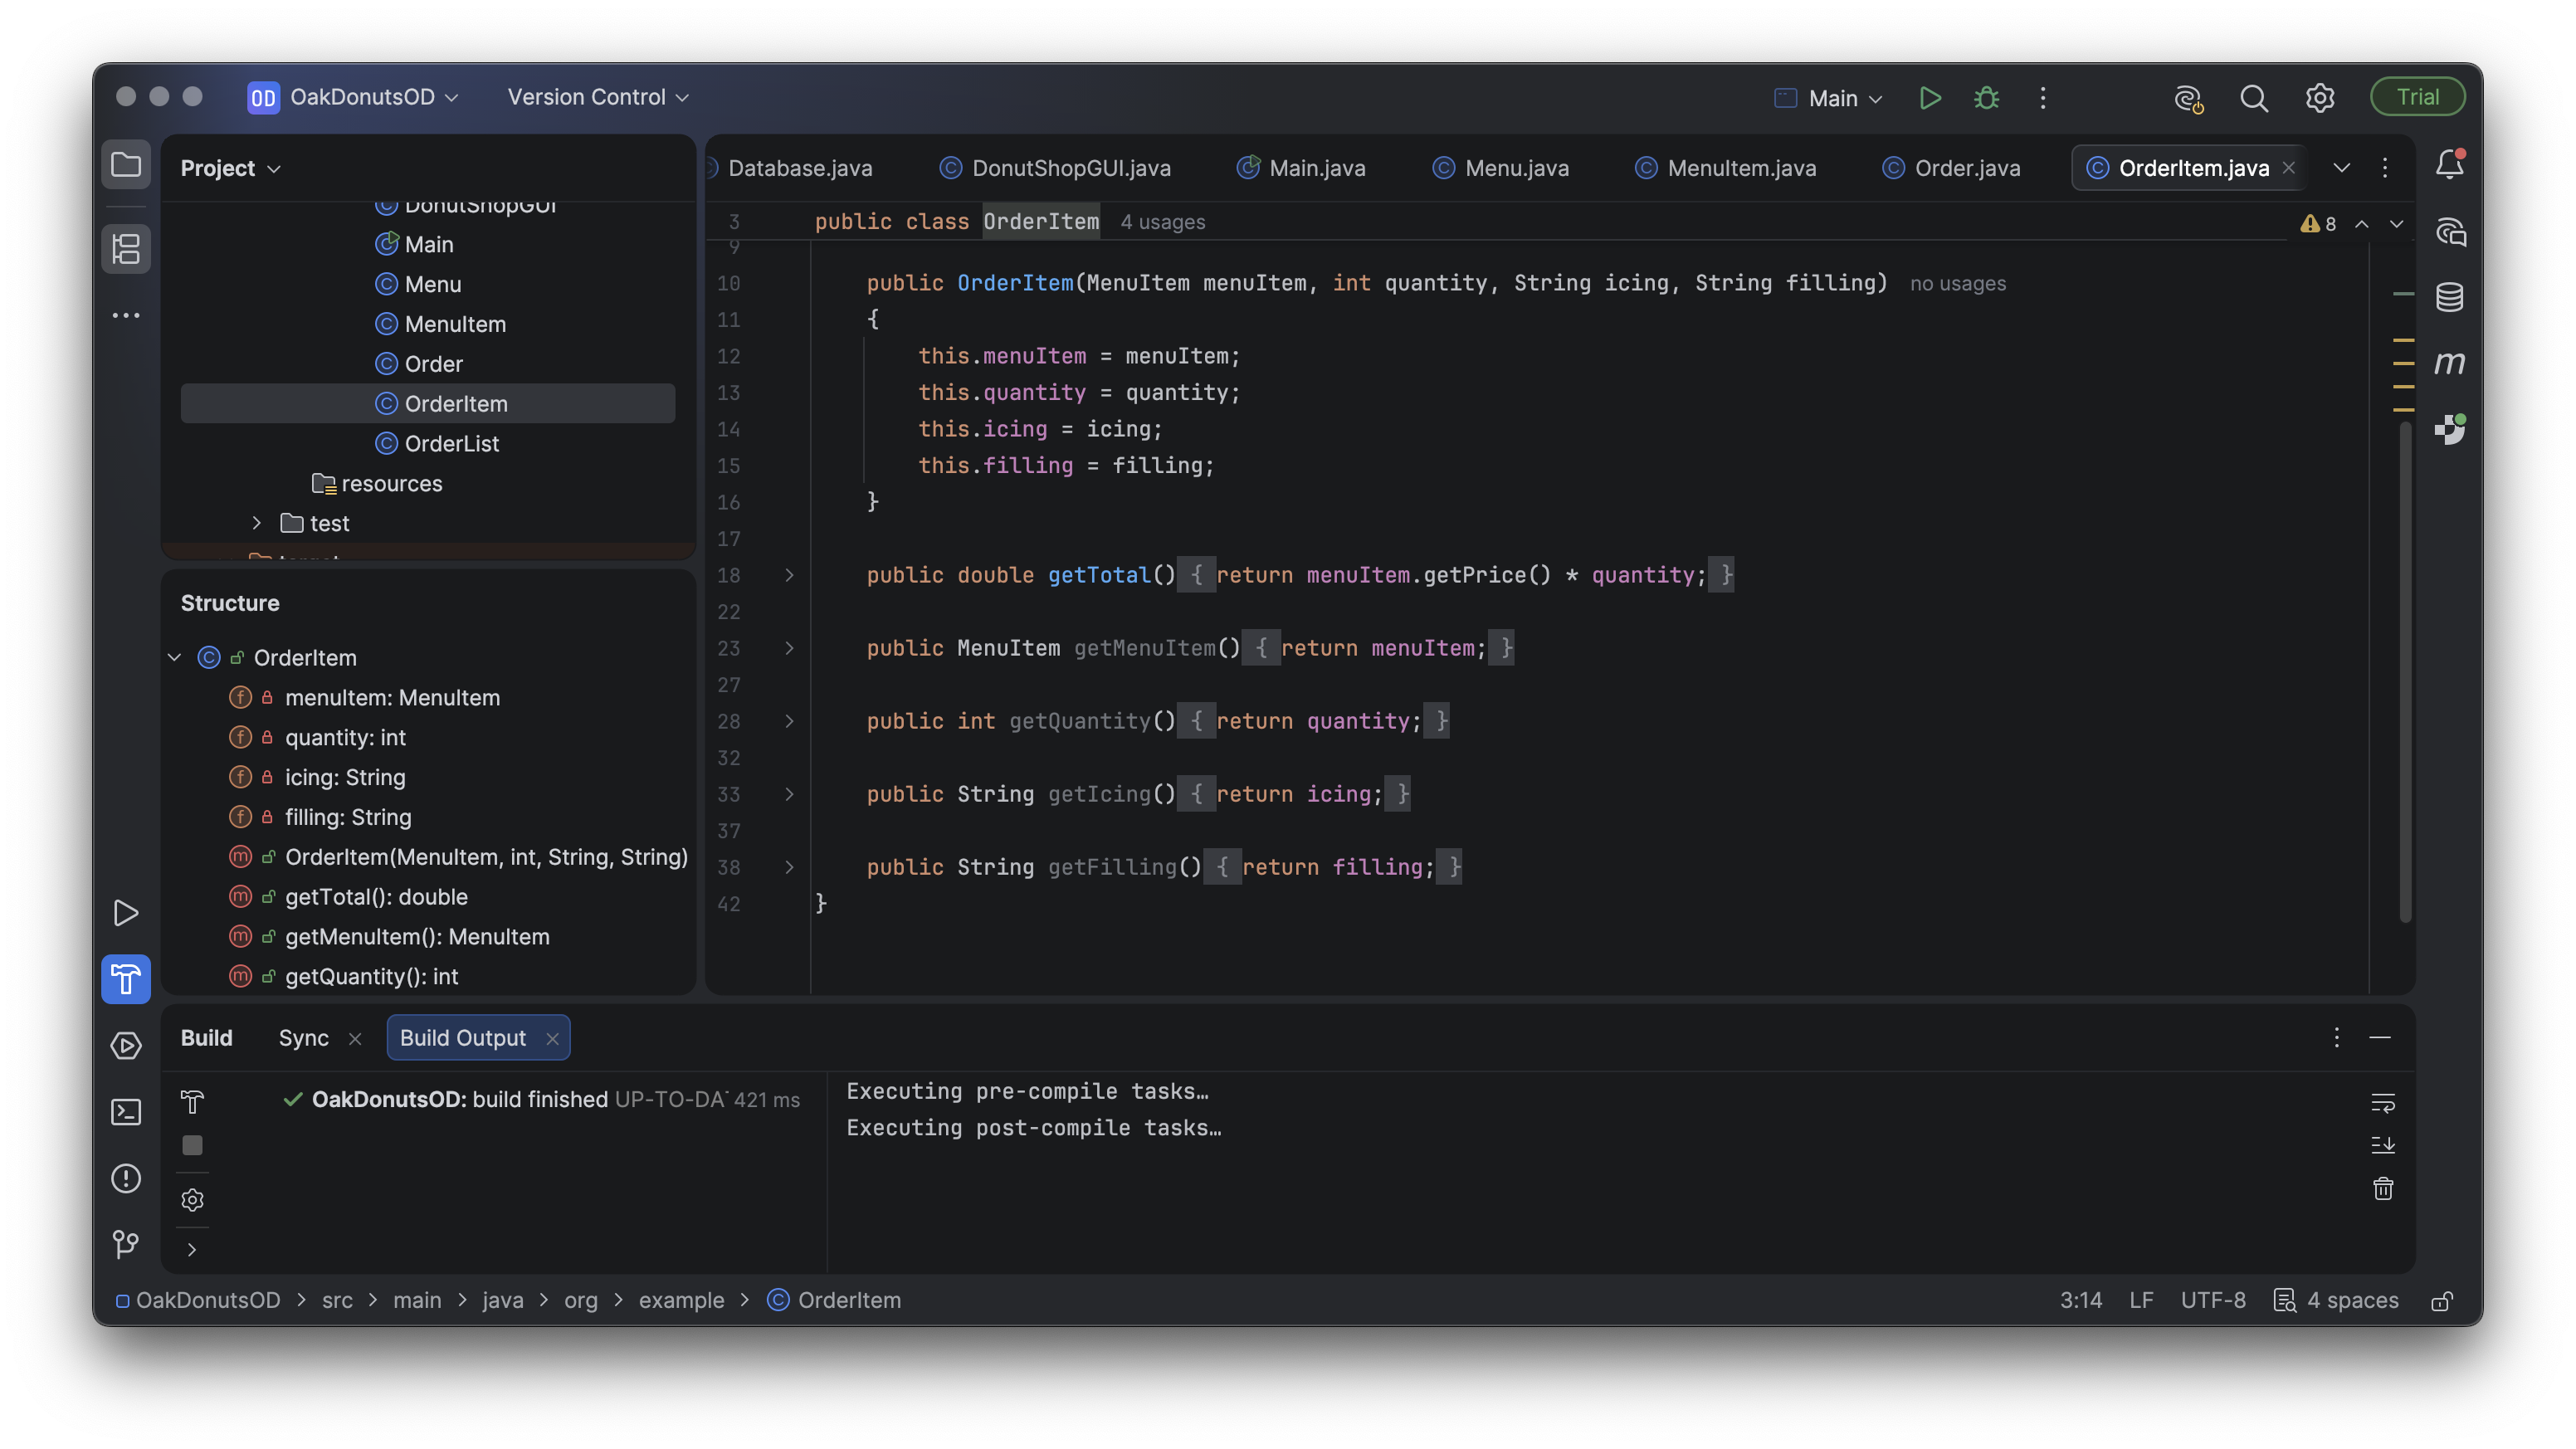 OD OakDonutsOD Version Control Main Trial
Project
DonutShopGUI
Main
Menu
MenuItem
Order
OrderItem
OrderList
resources
test
target
Structure
OrderItem
menuItem: MenuItem
quantity: int
icing: String
filling: String
OrderItem(MenuItem, int, String, String)
getTotal(): double
getMenuItem(): MenuItem
getQuantity(): int
Database.java DonutShopGUI.java Main.java Menu.java MenuItem.java Order.java OrderItem.java
3 public class OrderItem 4 usages 8
9
10 public OrderItem(MenuItem menuItem, int quantity, String icing, String filling) no usages
11 {
12 this.menuItem = menuItem;
13 this.quantity = quantity;
14 this.icing = icing;
15 this.filling = filling;
16 }
17
18 public double getTotal() { return menuItem.getPrice() * quantity; }
22
23 public MenuItem getMenuItem() { return menuItem; }
27
28 public int getQuantity() { return quantity; }
32
33 public String getIcing() { return icing; }
37
38 public String getFilling() { return filling; }
42 }
Build Sync Build Output
OakDonutsOD: build finished UP-TO-DAT 421 ms
Executing pre-compile tasks…
Executing post-compile tasks…
OakDonutsOD > src > main > java > org > example > OrderItem 3:14 LF UTF-8 4 spaces